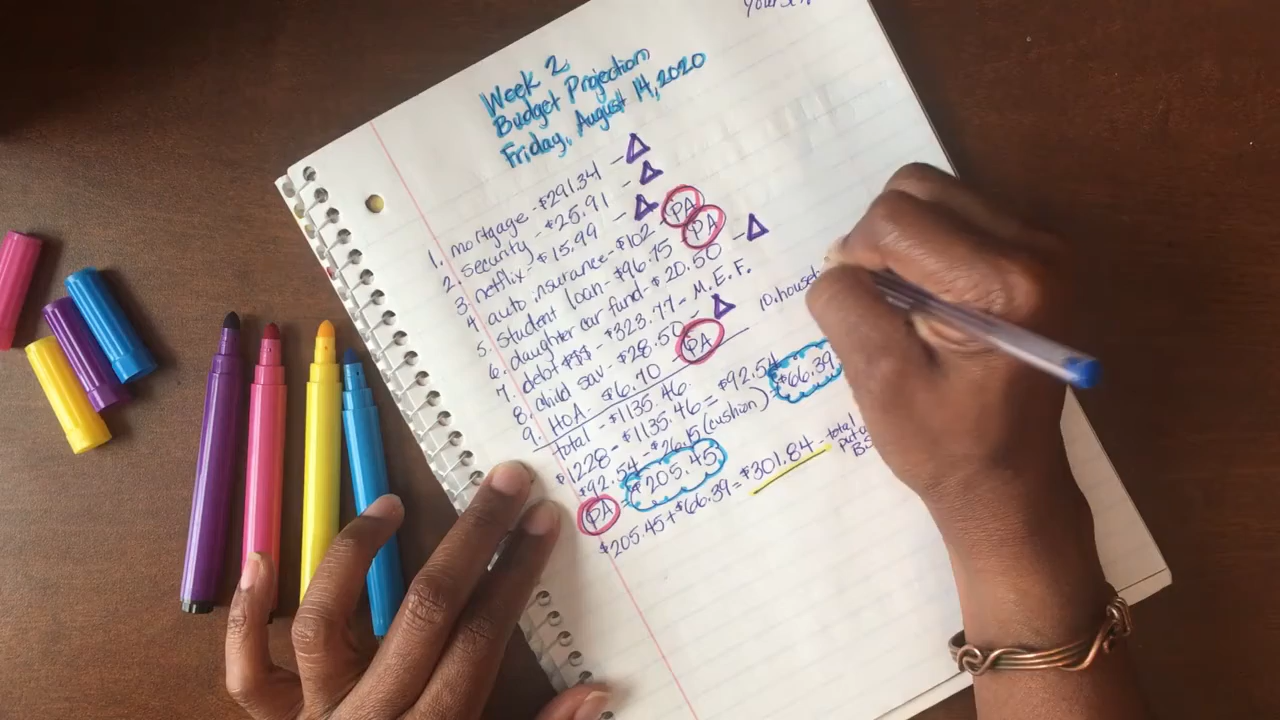 yourself
Week 2
Budget Projection
Friday, August 14, 2020
1. mortgage - $291.34 - Δ
2. security - $25.91 - Δ
3. netflix - $15.99 - Δ
4. auto insurance - $102 - PA
5. student loan - $96.75 PA
6. daughter car fund - $20.50 - Δ
7. debt $$$ - $323.77 - M.E.F.
8. child sav - $28.50 - Δ
9. HOA - $6.70 - PA
10. house
total - $1135.46
$1228 - $1135.46 = $92.54
$92.54 - $26.15 (cushion) = $66.39
PA = $205.45
$205.45 + $66.39 = $301.84 - total
put